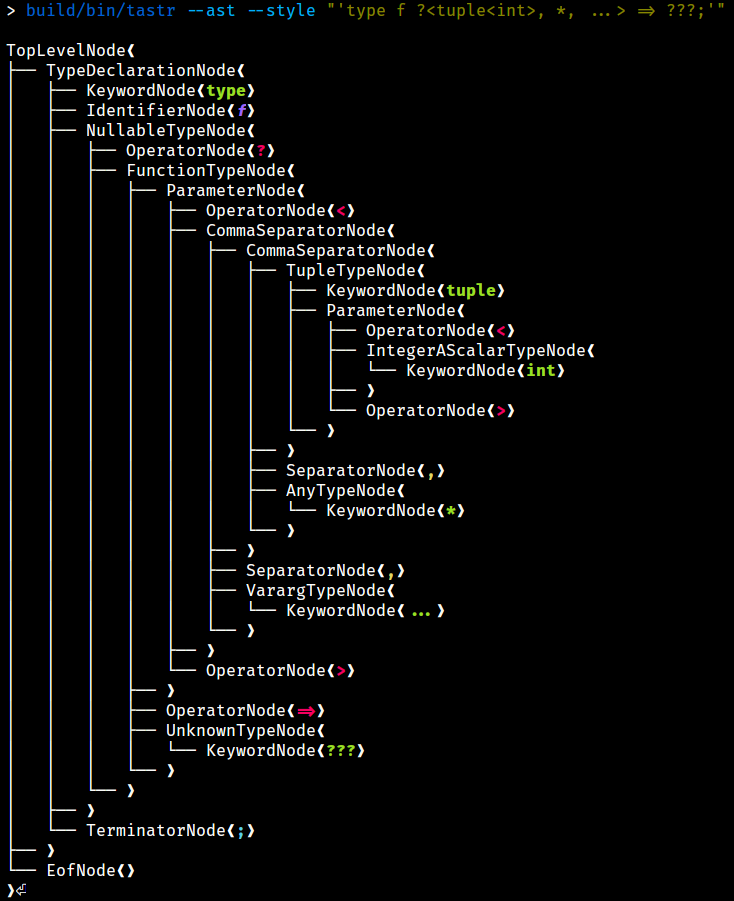 > build/bin/tastr --ast --style "'type f ?<tuple<int>, *, ...> => ???;'"
TopLevelNode❨
├── TypeDeclarationNode❨
│   ├── KeywordNode❨type❩
│   ├── IdentifierNode❨f❩
│   ├── NullableTypeNode❨
│   │   ├── OperatorNode❨?❩
│   │   ├── FunctionTypeNode❨
│   │   │   ├── ParameterNode❨
│   │   │   │   ├── OperatorNode❨<❩
│   │   │   │   ├── CommaSeparatorNode❨
│   │   │   │   │   ├── CommaSeparatorNode❨
│   │   │   │   │   │   ├── TupleTypeNode❨
│   │   │   │   │   │   │   ├── KeywordNode❨tuple❩
│   │   │   │   │   │   │   ├── ParameterNode❨
│   │   │   │   │   │   │   │   ├── OperatorNode❨<❩
│   │   │   │   │   │   │   │   ├── IntegerAScalarTypeNode❨
│   │   │   │   │   │   │   │   │   └── KeywordNode❨int❩
│   │   │   │   │   │   │   │   ├── ❩
│   │   │   │   │   │   │   │   └── OperatorNode❨>❩
│   │   │   │   │   │   │   └── ❩
│   │   │   │   │   │   ├── ❩
│   │   │   │   │   │   ├── SeparatorNode❨,❩
│   │   │   │   │   │   ├── AnyTypeNode❨
│   │   │   │   │   │   │   └── KeywordNode❨*❩
│   │   │   │   │   │   └── ❩
│   │   │   │   │   ├── ❩
│   │   │   │   │   ├── SeparatorNode❨,❩
│   │   │   │   │   ├── VarargTypeNode❨
│   │   │   │   │   │   └── KeywordNode❨...❩
│   │   │   │   │   └── ❩
│   │   │   │   ├── ❩
│   │   │   │   └── OperatorNode❨>❩
│   │   │   ├── ❩
│   │   │   ├── OperatorNode❨=>❩
│   │   │   ├── UnknownTypeNode❨
│   │   │   │   └── KeywordNode❨???❩
│   │   │   └── ❩
│   │   └── ❩
│   ├── ❩
│   └── TerminatorNode❨;❩
├── ❩
└── EofNode❨❩
❩⏎